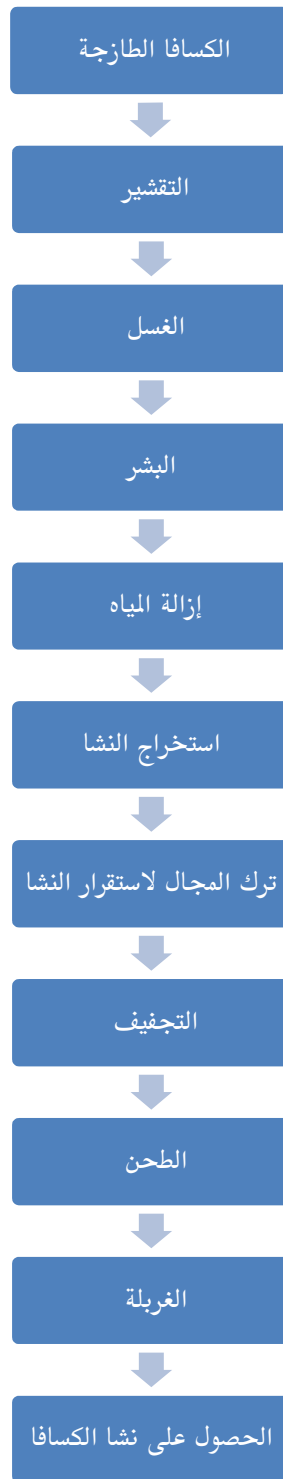 الكسافا الطازجة
التقشير
الغسل
البشر
إزالة المياه
استخراج النشا
ترك المجال لاستقرار النشا
التجفيف
الطحن
الغربلة
الحصول على نشا الكسافا